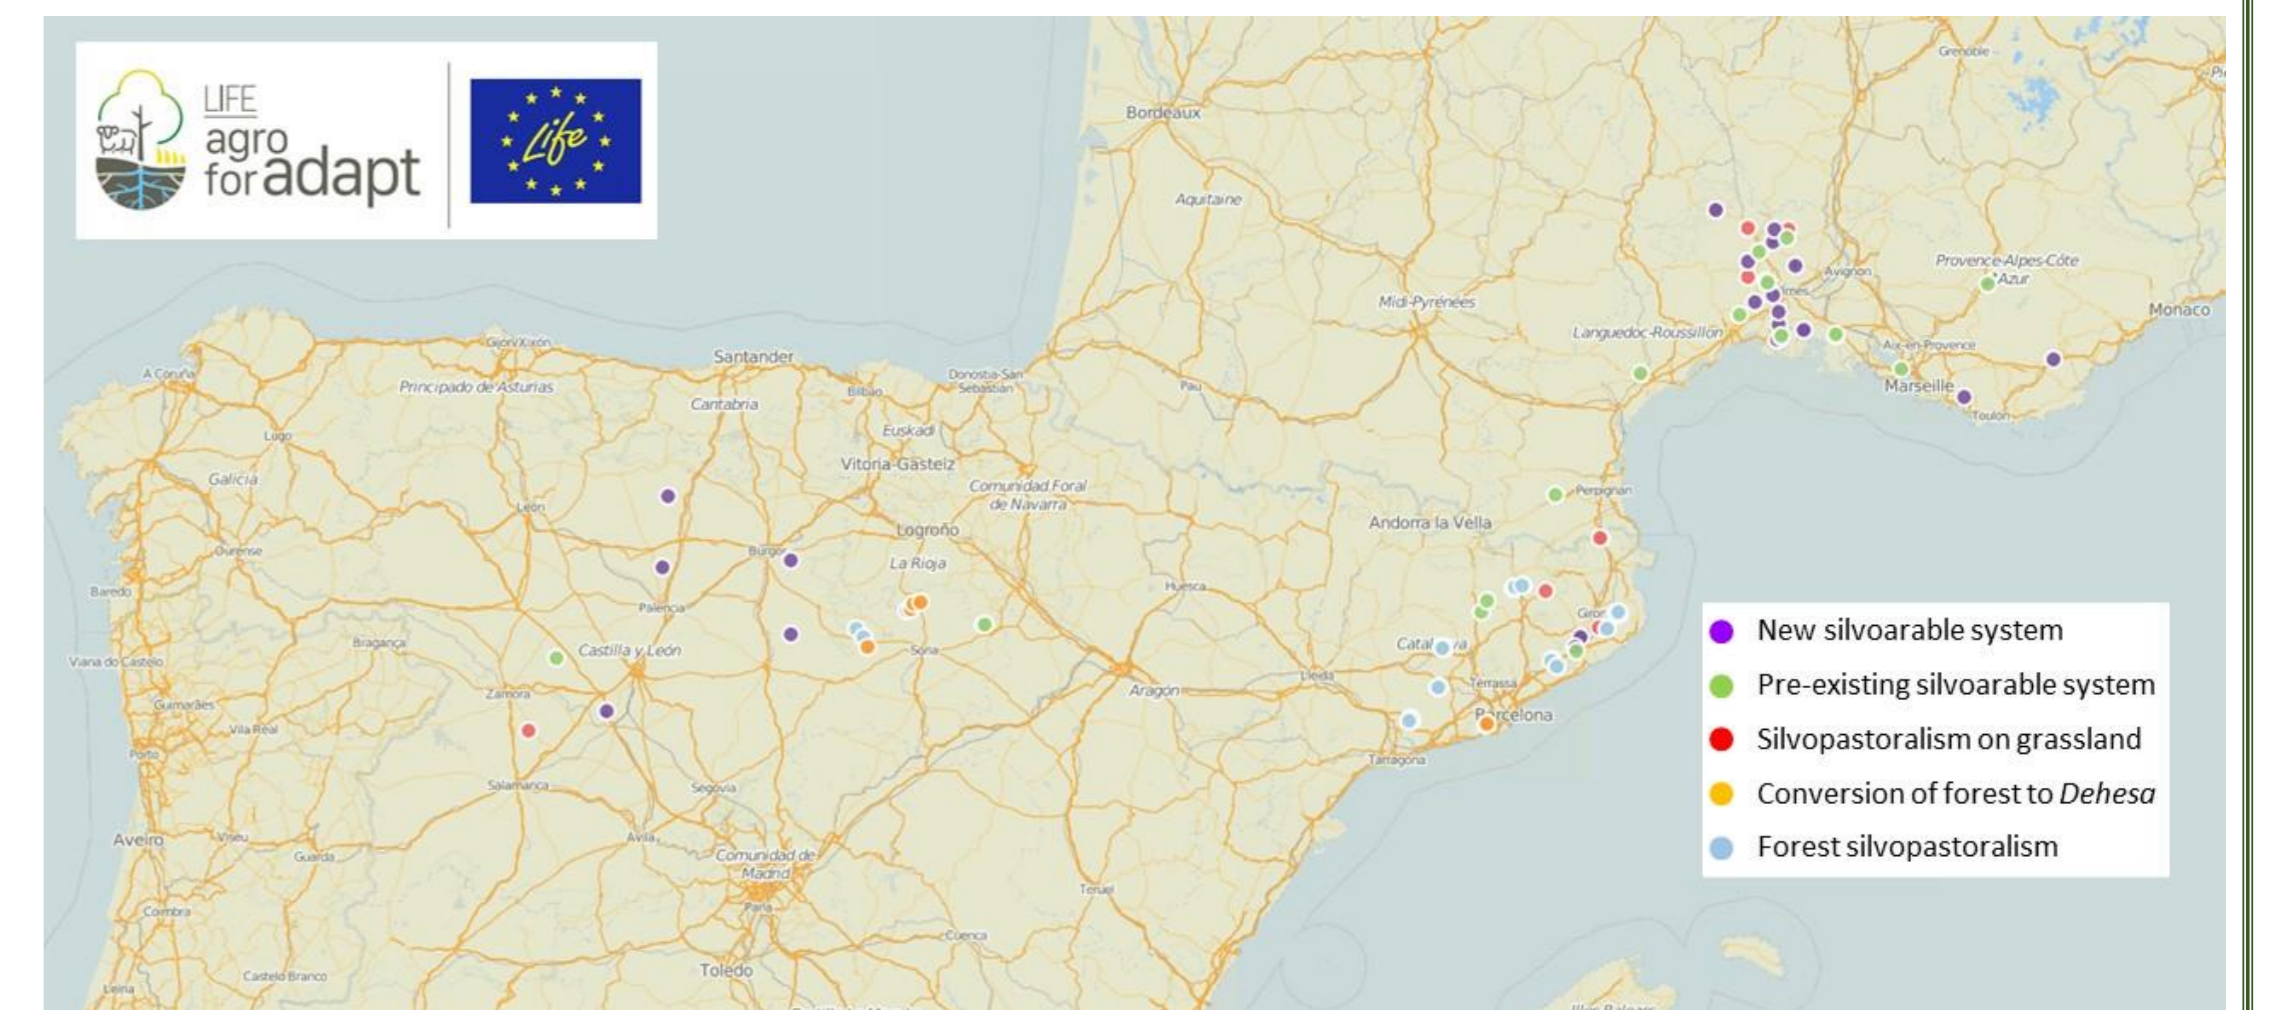 LIFE
agro
foradapt
Life
Grenoble
Bordeaux
Aquitaine
Provence-Alpes-Côte
Azur
Avignon
Midi-Pyrénées
Monaco
Languedoc-Roussillon
Aix-en-Provence
Gijón/Xixón
Santander
A Coruña
Principado de Asturias
Donostia-San
Sebastián
Bilbao
Pau
Marseille
Cantabria
Toulon
Lugo
Euskadi
Vitoria-Gasteiz
Galicia
Comunidad Foral
de Navarra
Perpignan
León
Andorra la Vella
Logroño
Ourense
Burgos
La Rioja
Baredo
Huesca
Palencia
Bragança
Castilla y León
Soria
Viana do Castelo
Lleida
Terrassa
Zamora
Aragón
Guimarães
Barcelona
Vila Real
Porto
Tarragona
Salamanca
Segovia
Aveiro
Viseu
Ávila
Guarda
Comunidad de
Madrid
Teruel
Parla
Coimbra
Cuenca
Toledo
Castelo Branco
Leiria
Illes Balears
New silvoarable system
Pre-existing silvoarable system
Silvopastoralism on grassland
Conversion of forest to Dehesa
Forest silvopastoralism